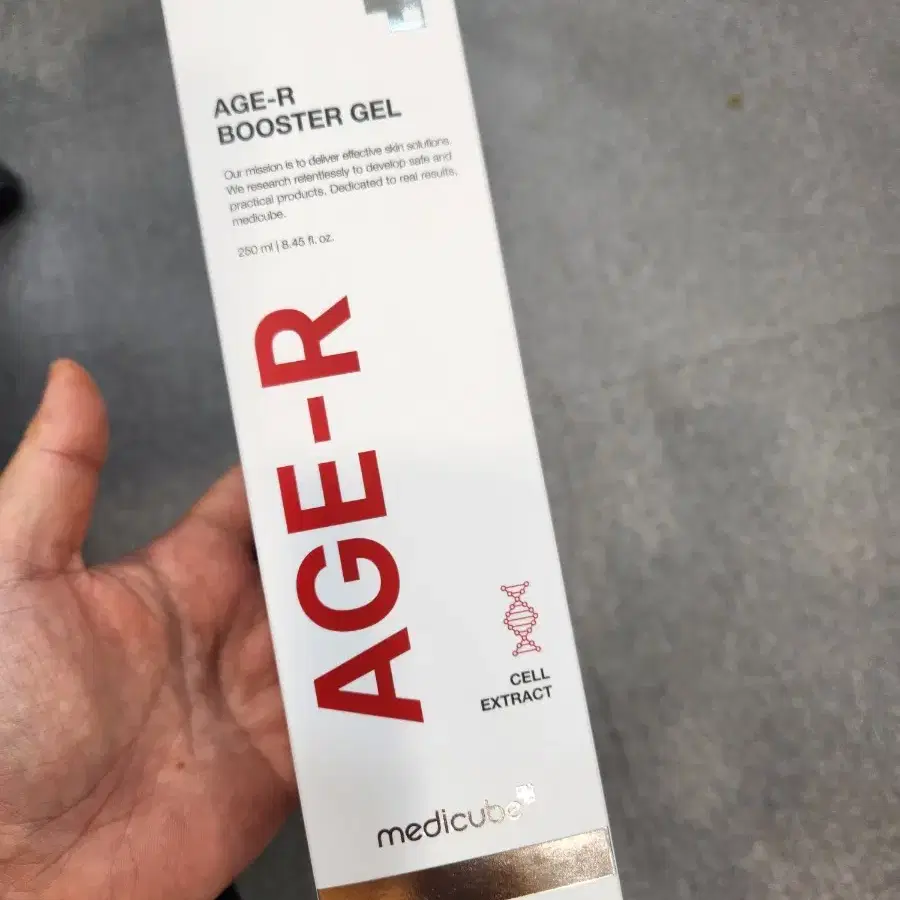 AGE-R
BOOSTER GEL
Our mission is to deliver effective skin solutions.
We research relentlessly to develop safe and
practical products. Dedicated to real results,
medicube.
250 ml | 8.45 fl. oz.
AGE-R
CELL
EXTRACT
medicube